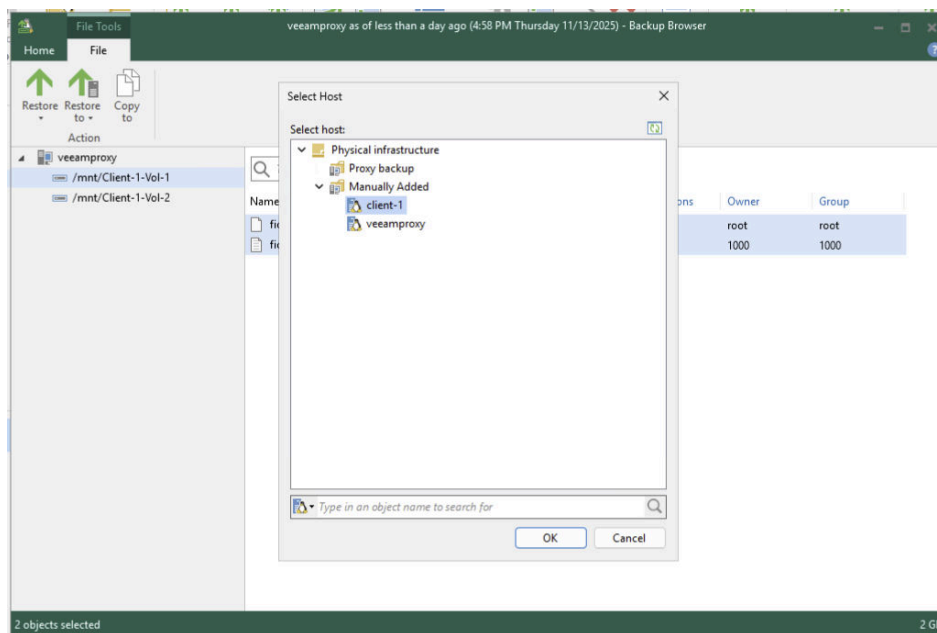 File Tools
veeamproxy as of less than a day ago (4:58 PM Thursday 11/13/2025) - Backup Browser
Home File
Restore Restore to Copy to
Action
veeamproxy
/mnt/Client-1-Vol-1
/mnt/Client-1-Vol-2
Select Host
Select host:
Physical infrastructure
Proxy backup
Manually Added
client-1
veeamproxy
Type in an object name to search for
OK Cancel
Name Owner Group
root root
1000 1000
2 objects selected